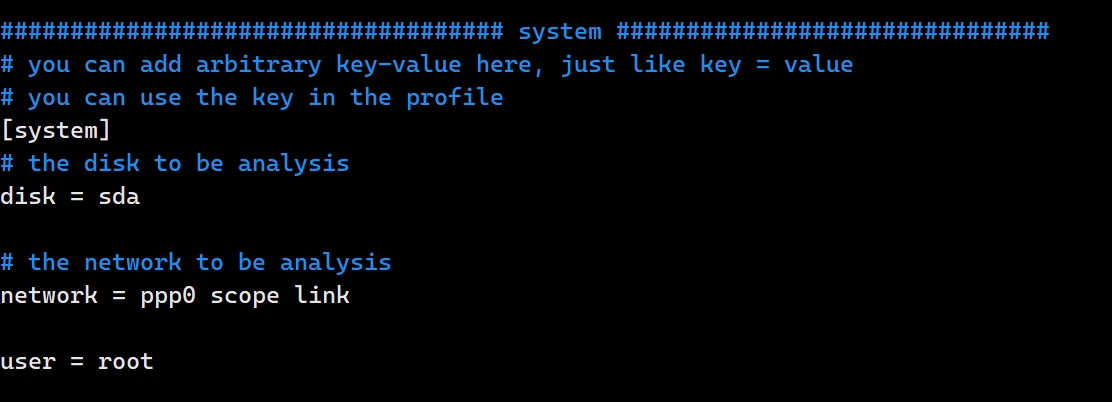 #################################### system ###############################
# you can add arbitrary key-value here, just like key = value
# you can use the key in the profile
[system]
# the disk to be analysis
disk = sda
# the network to be analysis
network = ppp0 scope link
user = root